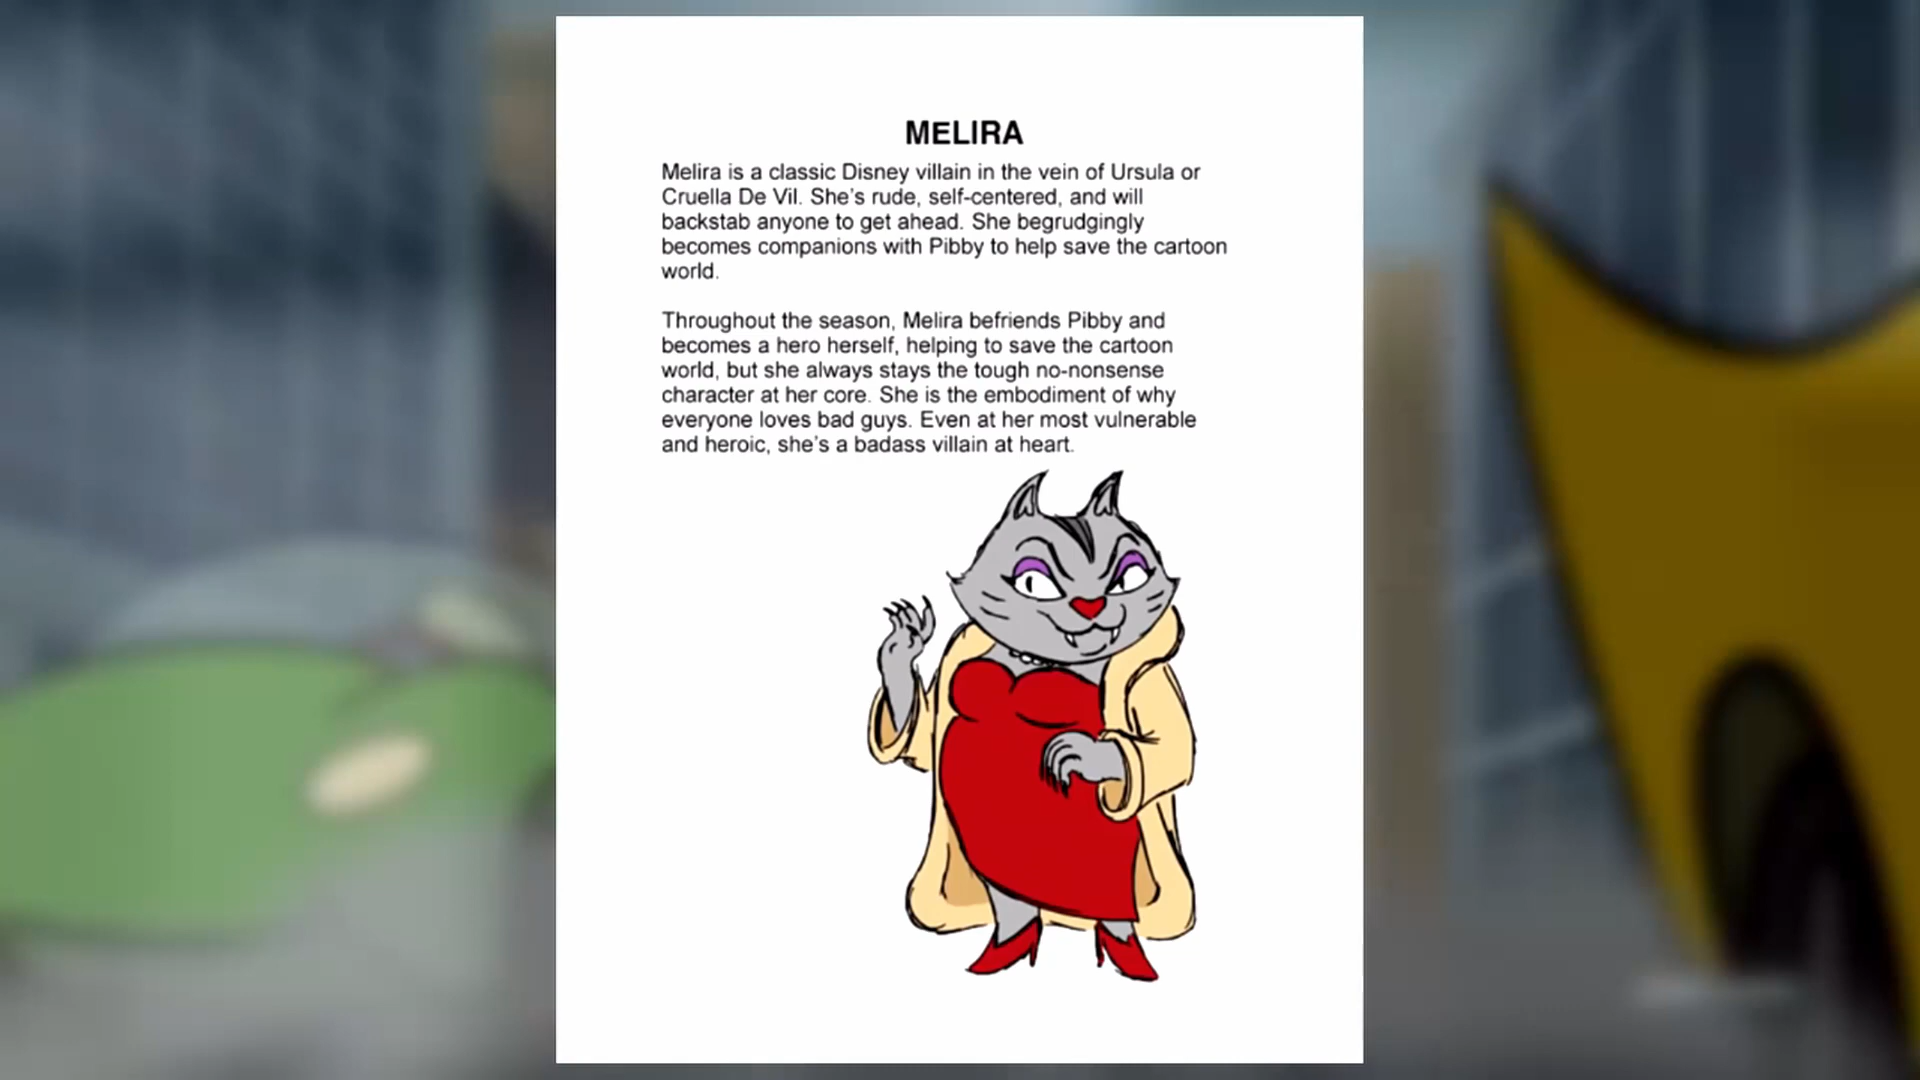 MELIRA
Melira is a classic Disney villain in the vein of Ursula or
Cruella De Vil. She's rude, self-centered, and will
backstab anyone to get ahead. She begrudgingly
becomes companions with Pibby to help save the cartoon
world.
Throughout the season, Melira befriends Pibby and
becomes a hero herself, helping to save the cartoon
world, but she always stays the tough no-nonsense
character at her core. She is the embodiment of why
everyone loves bad guys. Even at her most vulnerable
and heroic, she's a badass villain at heart.